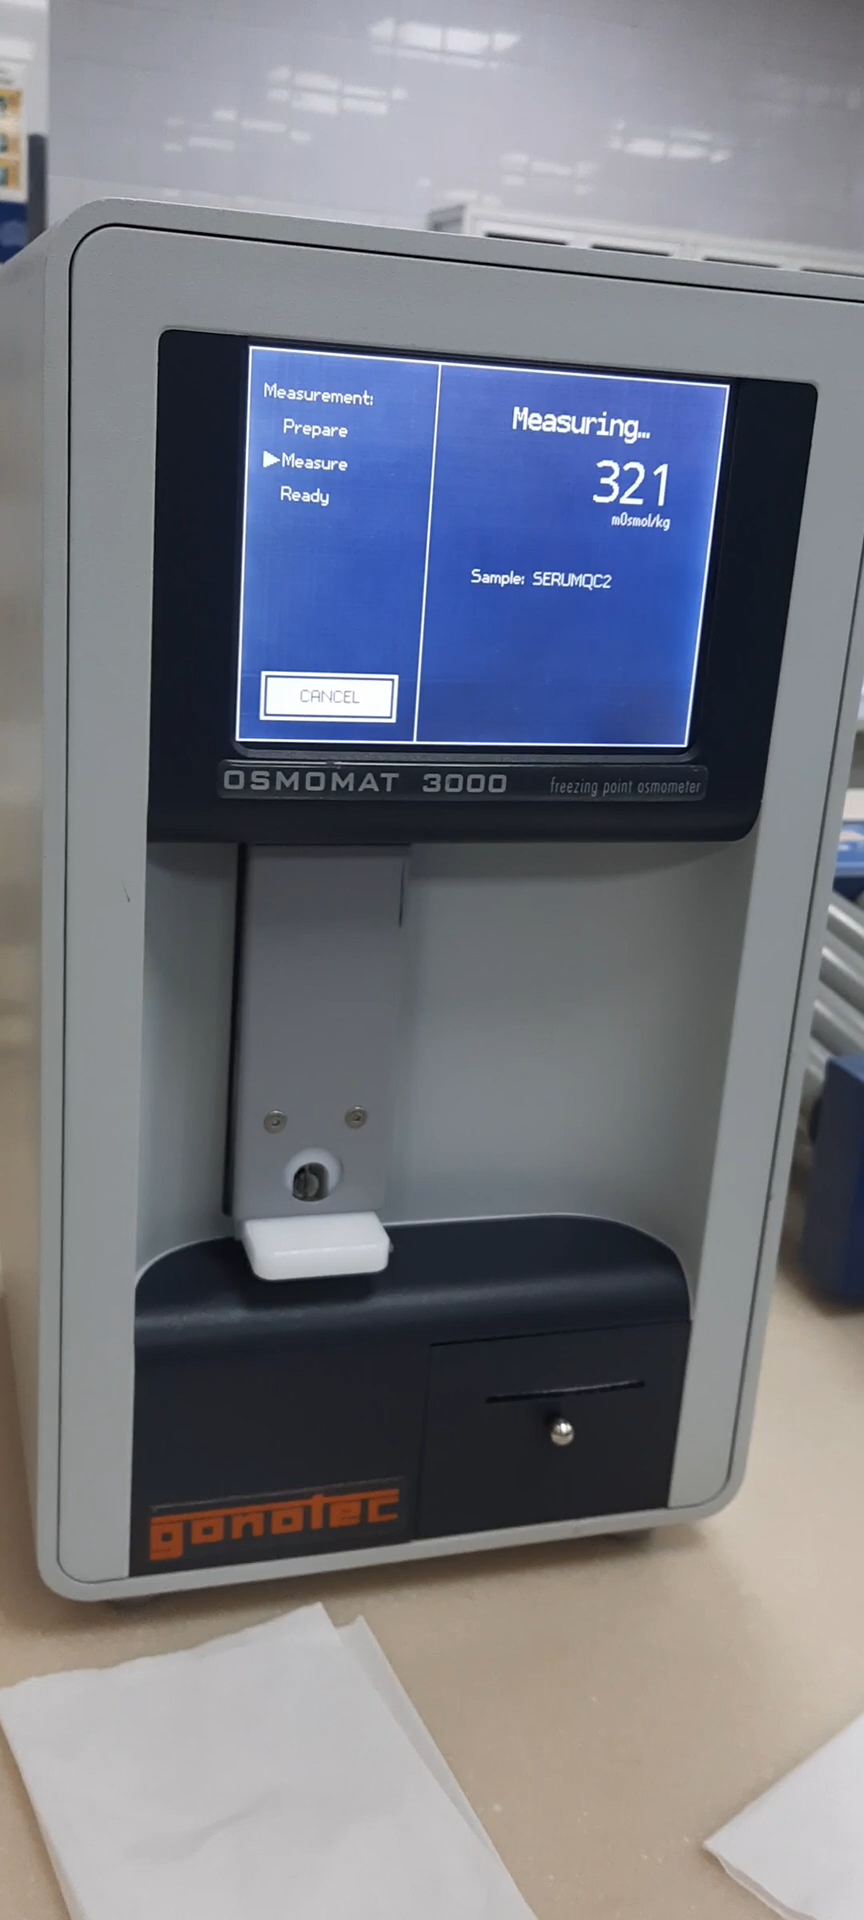 Measurement:
Prepare
▶Measure
Ready
CANCEL
Measuring...
321
mOsmol/kg
Sample: SERUMQC2
OSMOMAT 3000
freezing point osmometer
gonotec